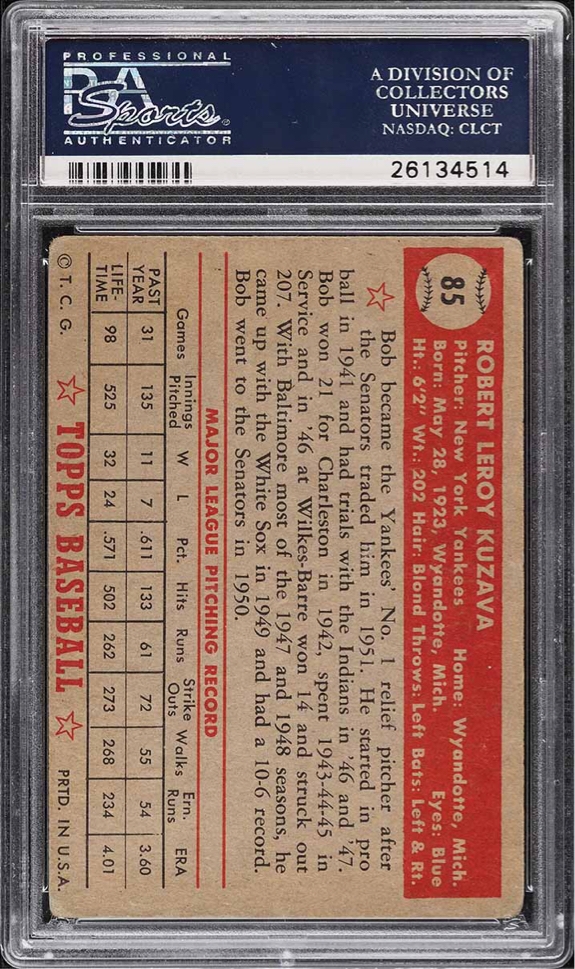 PROFESSIONAL
PSA
Sports
AUTHENTICATOR
A DIVISION OF
COLLECTORS
UNIVERSE
NASDAQ: CLCT
26134514
85
ROBERT LEROY KUZAVA
Pitcher: New York Yankees Home: Wyandotte, Mich.
Born: May 28, 1923, Wyandotte, Mich. Eyes: Blue
Ht.: 6'2" Wt.: 202 Hair: Blond Throws: Left Bats: Left & Rt.
Bob became the Yankees' No. 1 relief pitcher after
the Senators traded him in 1951. He started in pro
ball in 1941 and had trials with the Indians in '46 and '47.
Bob won 21 for Charleston in 1942, spent 1943-44-45 in
Service and in '46 at Wilkes-Barre won 14 and struck out
207. With Baltimore most of the 1947 and 1948 seasons, he
came up with the White Sox in 1949 and had a 10-6 record.
Bob went to the Senators in 1950.
MAJOR LEAGUE PITCHING RECORD
Games Innings Pitched W L Pct. Hits Runs Strike Outs Walks Ern. Runs ERA
PAST YEAR 31 135 11 7 .611 133 61 72 55 54 3.60
LIFE-TIME 98 525 32 24 .571 502 262 273 268 234 4.01
© T. C. G. TOPPS BASEBALL PRTD. IN U.S.A.